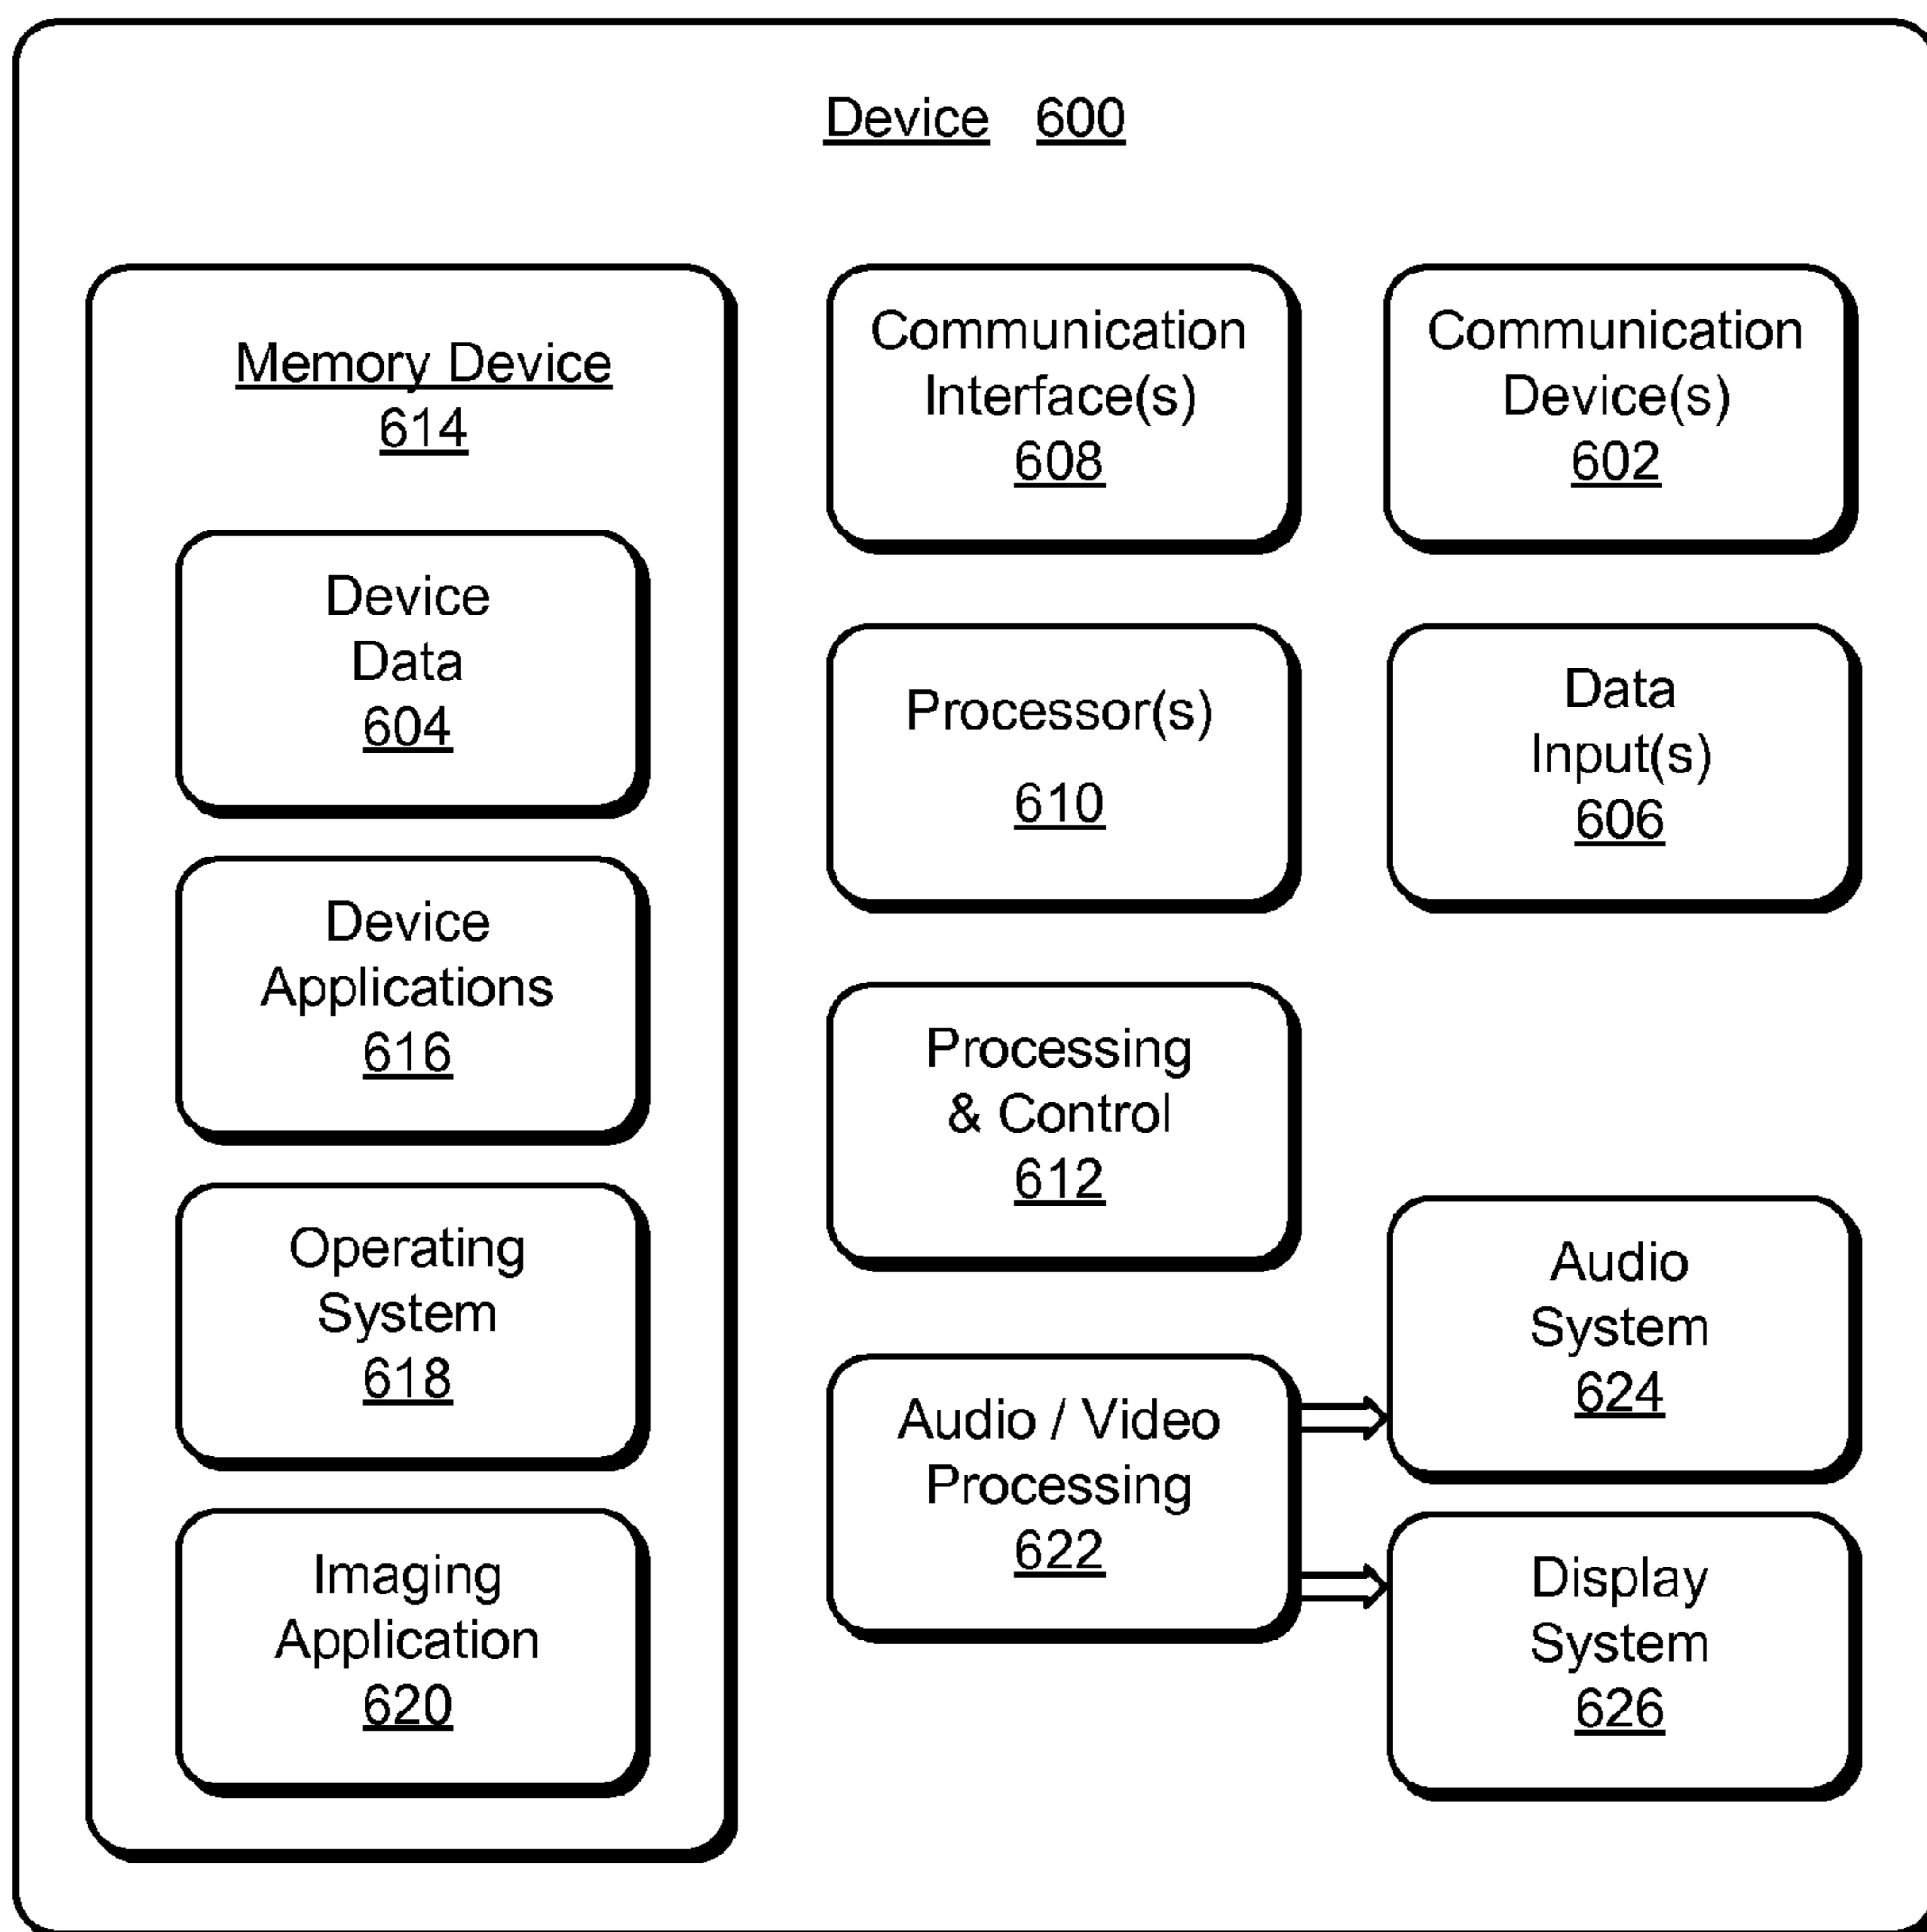 Device 600
Memory Device
614
Device
Data
604
Device
Applications
616
Operating
System
618
Imaging
Application
620
Communication
Interface(s)
608
Communication
Device(s)
602
Processor(s)
610
Data
Input(s)
606
Processing
& Control
612
Audio / Video
Processing
622
Audio
System
624
Display
System
626